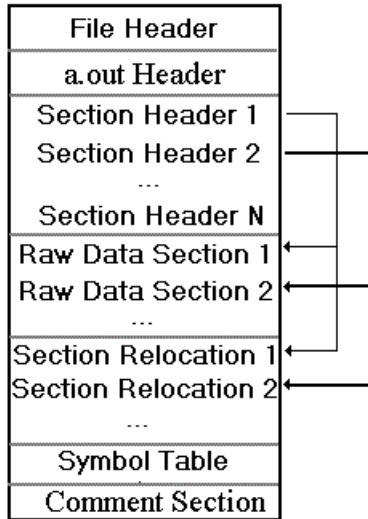 File Header
a.out Header
Section Header 1
Section Header 2
...
Section Header N
Raw Data Section 1
Raw Data Section 2
...
Section Relocation 1
Section Relocation 2
...
Symbol Table
Comment Section